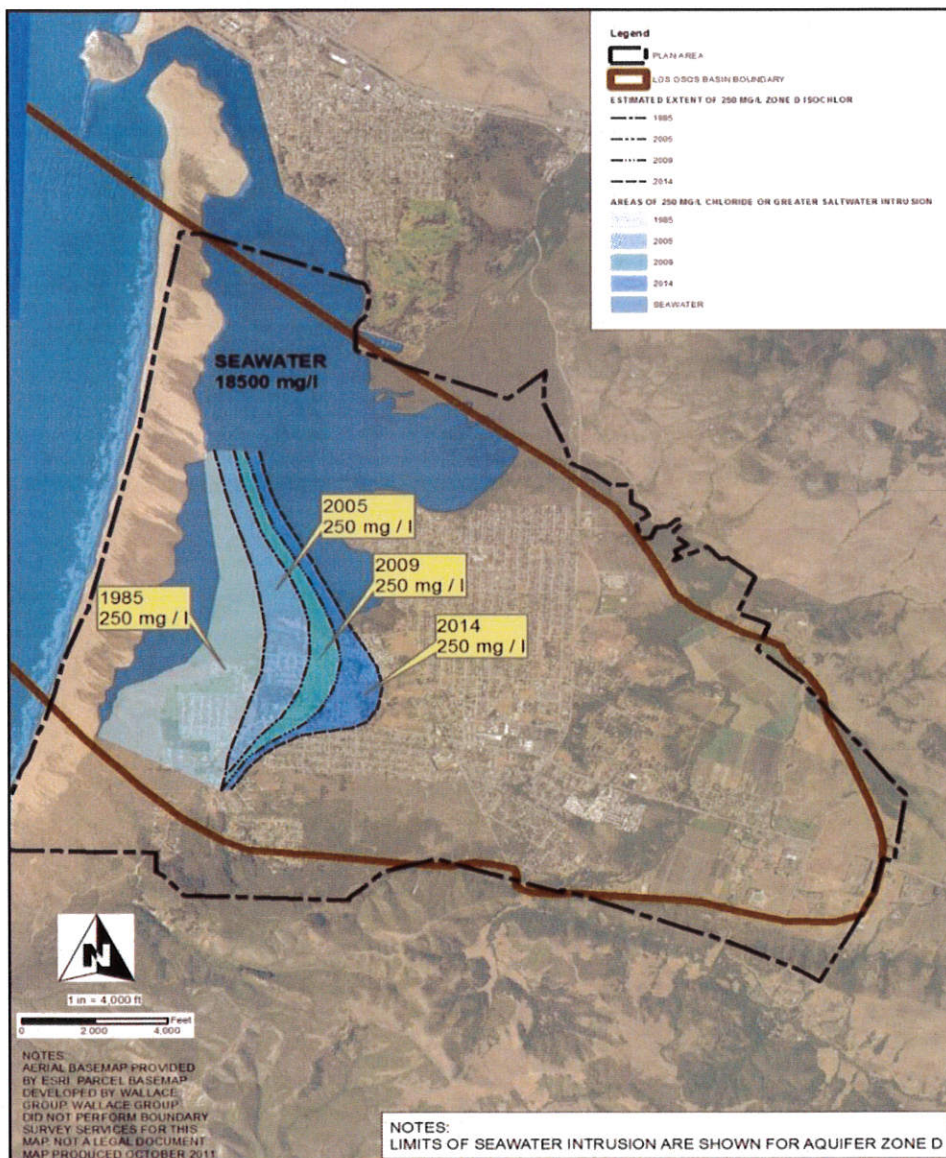 Legend
PLAN AREA
LOS OSOS BASIN BOUNDARY
ESTIMATED EXTENT OF 250 MG/L ZONE D ISOCHLOR
1985
2005
2009
2014
AREAS OF 250 MG/L CHLORIDE OR GREATER SALTWATER INTRUSION
1985
2005
2009
2014
SEAWATER
SEAWATER
18500 mg/l
2005
250 mg / l
2009
250 mg / l
1985
250 mg / l
2014
250 mg / l
N
1 in = 4,000 ft
Feet
0 2,000 4,000
NOTES:
AERIAL BASEMAP PROVIDED
BY ESRI. PARCEL BASEMAP
DEVELOPED BY WALLACE
GROUP. WALLACE GROUP
DID NOT PERFORM BOUNDARY
SURVEY SERVICES FOR THIS
MAP. NOT A LEGAL DOCUMENT
MAP PRODUCED OCTOBER 2011
NOTES:
LIMITS OF SEAWATER INTRUSION ARE SHOWN FOR AQUIFER ZONE D